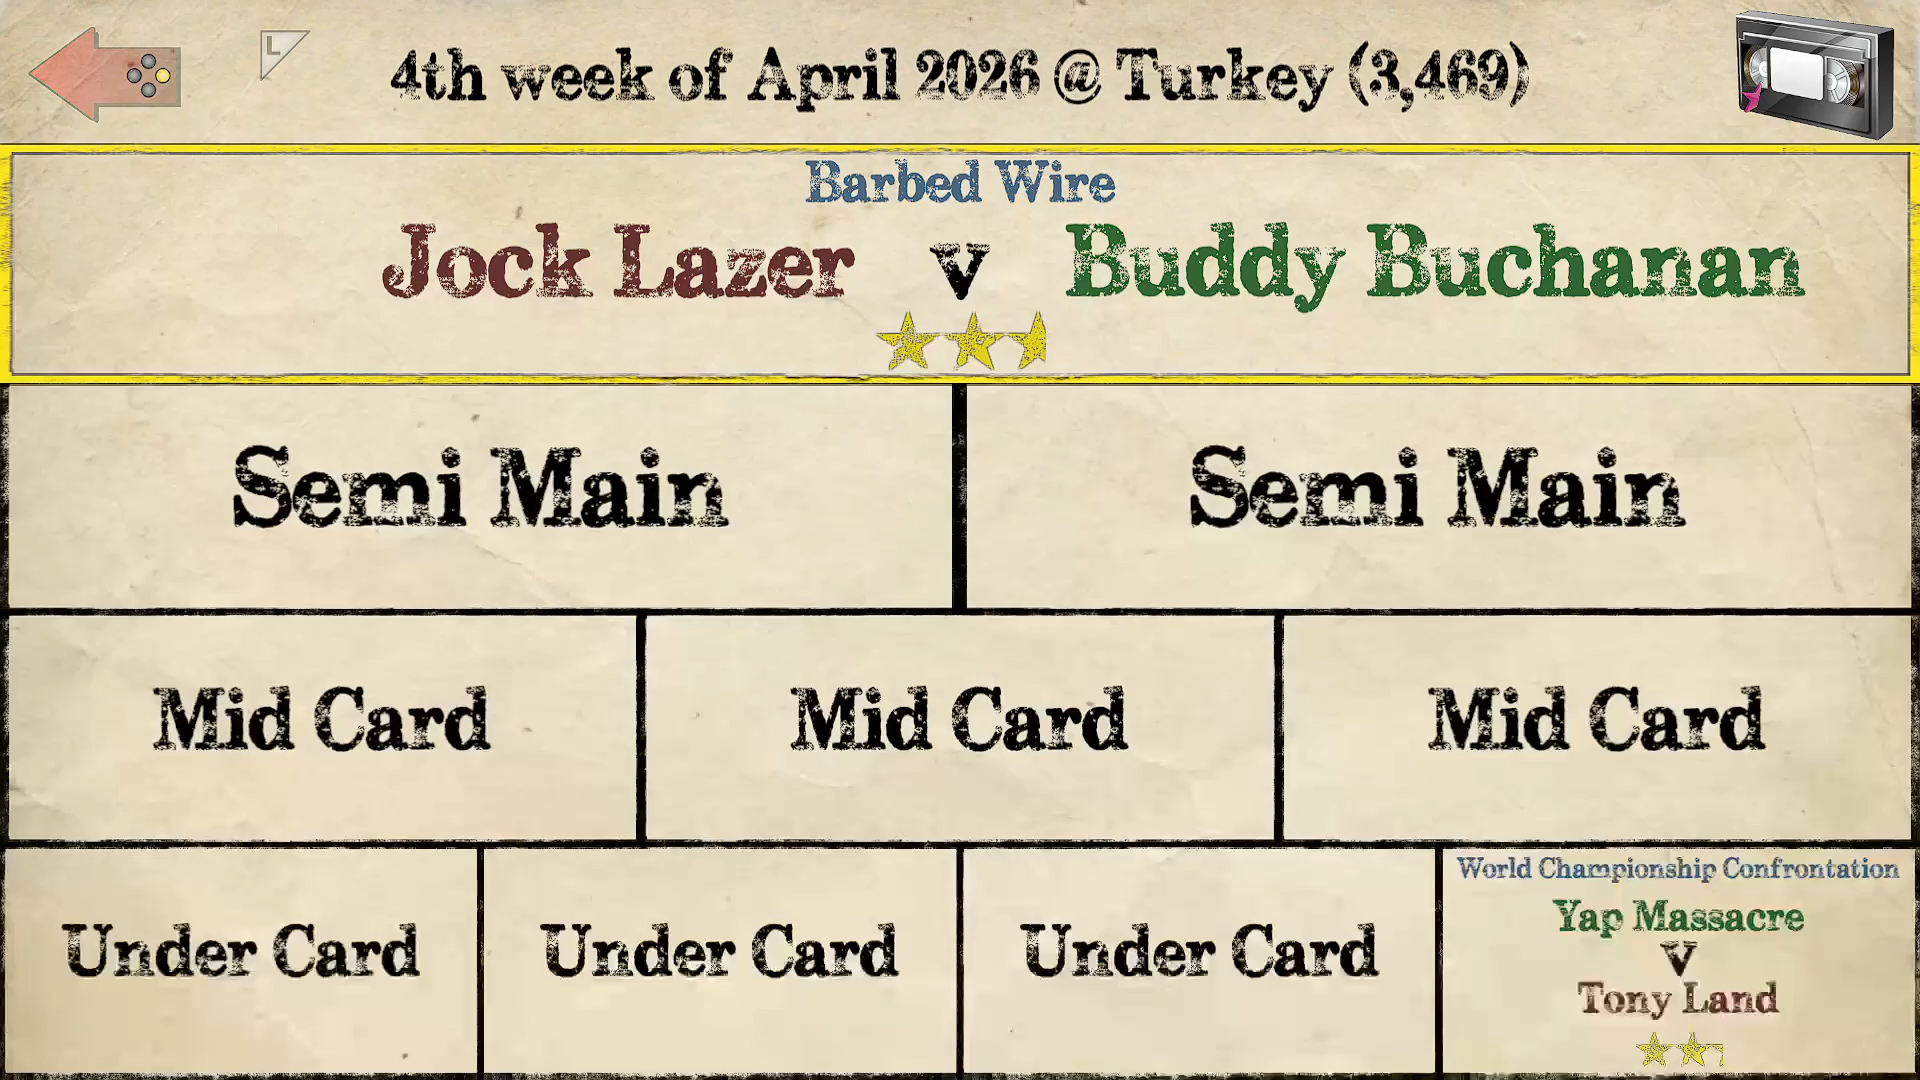 L
4th week of April 2026 @ Turkey (3,469)
Barbed Wire
Jock Lazer v Buddy Buchanan
Semi Main
Semi Main
Mid Card
Mid Card
Mid Card
Under Card
Under Card
Under Card
World Championship Confrontation
Yap Massacre
v
Tony Land